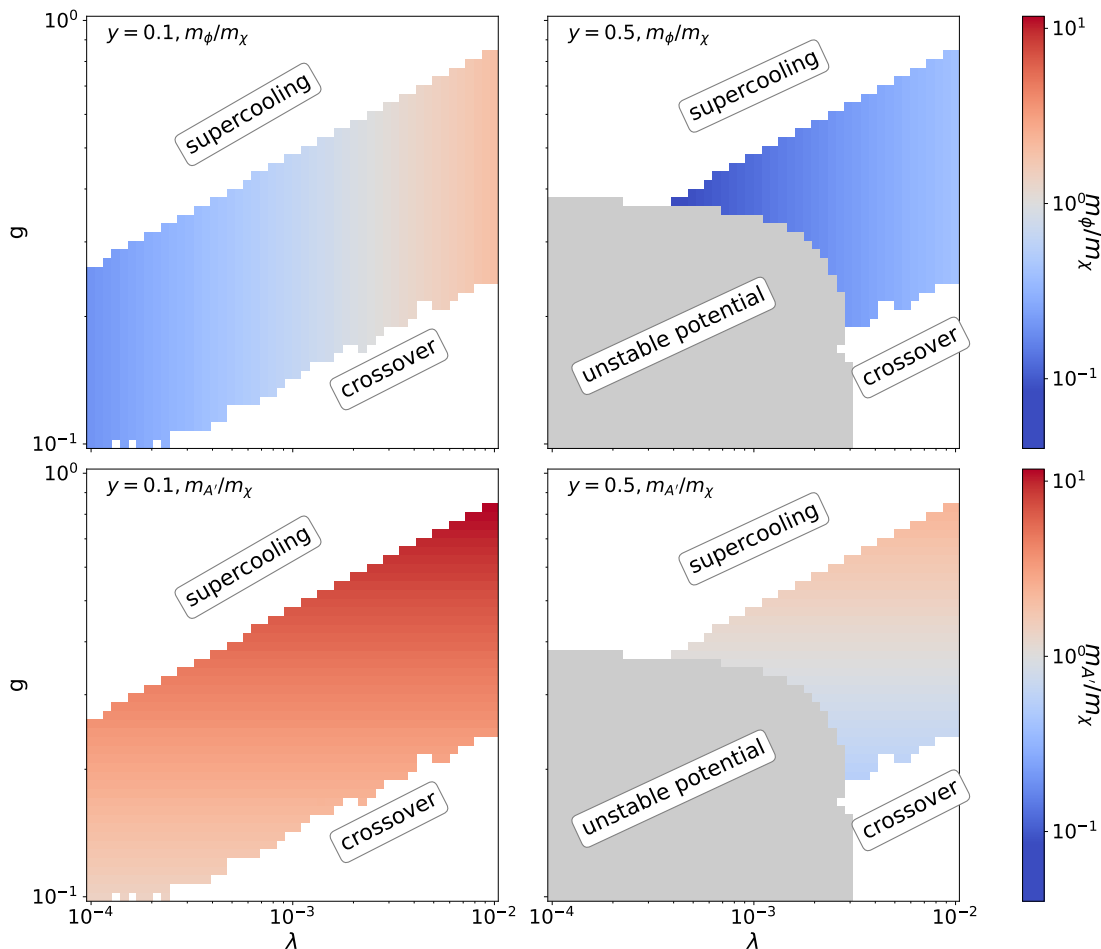 y = 0.1, m_ϕ/m_χ
supercooling
crossover
10^0
10^-1
g
y = 0.5, m_ϕ/m_χ
supercooling
unstable potential
crossover
10^1
10^0
10^-1
m_ϕ/m_χ
y = 0.1, m_A′/m_χ
supercooling
crossover
10^0
10^-1
g
10^-4
10^-3
10^-2
λ
y = 0.5, m_A′/m_χ
supercooling
unstable potential
crossover
10^-4
10^-3
10^-2
λ
10^1
10^0
10^-1
m_A′/m_χ